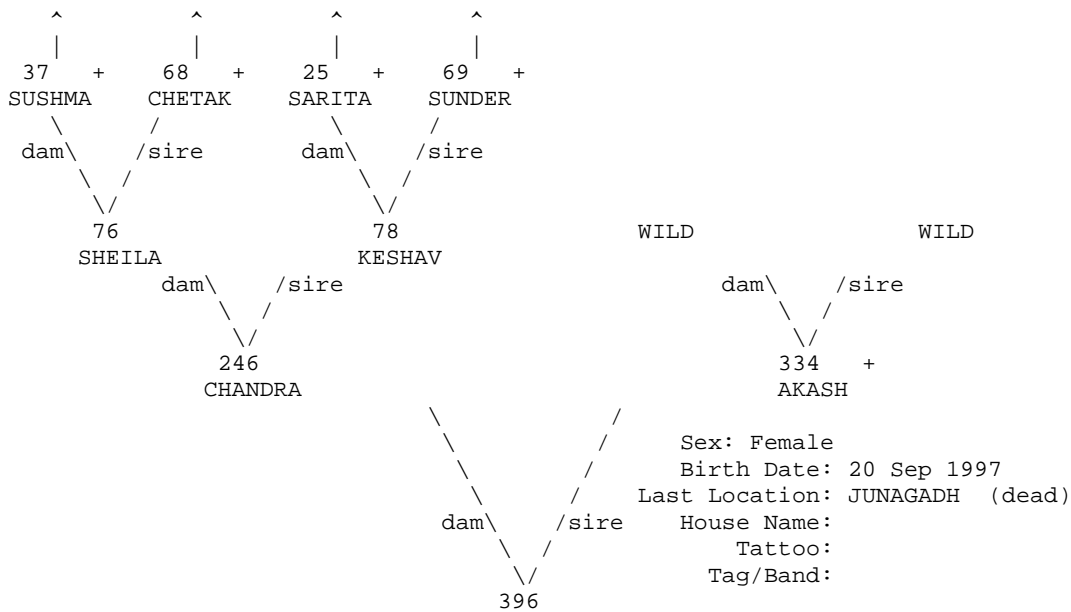 ^ ^ ^ ^
| | | |
37 + 68 + 25 + 69 +
SUSHMA CHETAK SARITA SUNDER
\ / \ /
dam\ /sire dam\ /sire
\ / \ /
\/ \/
76 78 WILD WILD
SHEILA KESHAV
dam\ /sire dam\ /sire
\ / \ /
\/ \/
246 334 +
CHANDRA AKASH
\ /
\ / Sex: Female
\ / Birth Date: 20 Sep 1997
\ / Last Location: JUNAGADH (dead)
dam\ /sire House Name:
\ / Tattoo:
\/ Tag/Band:
396